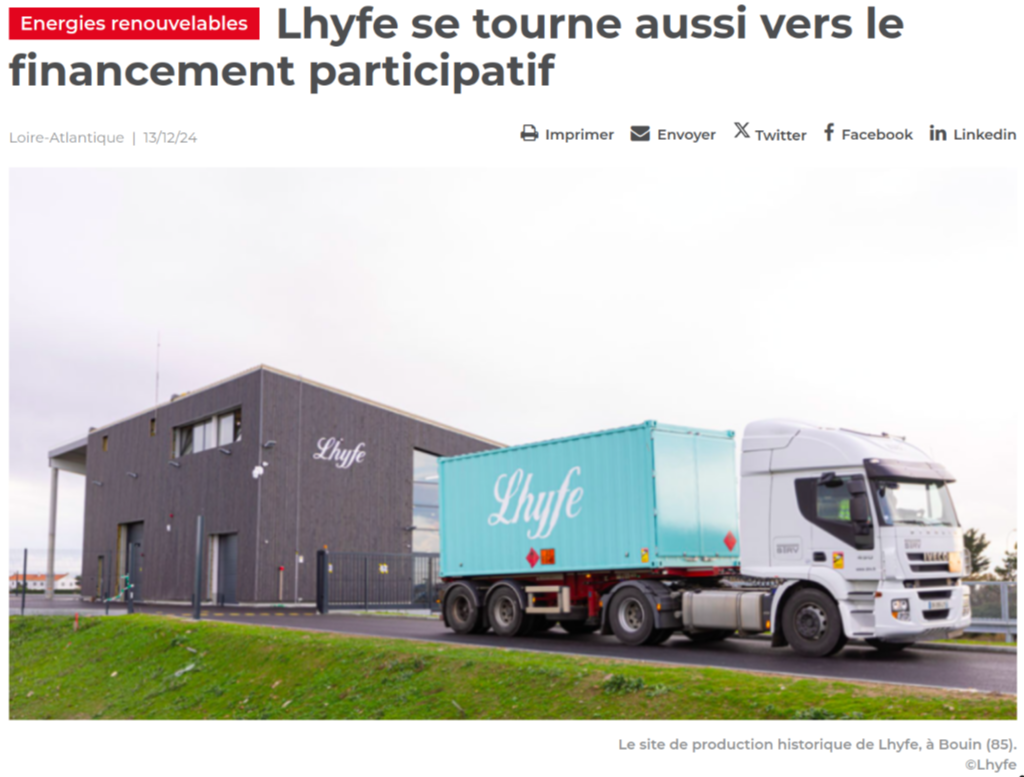 Energies renouvelables Lhyfe se tourne aussi vers le
financement participatif
Loire-Atlantique | 13/12/24
Imprimer Envoyer Twitter Facebook Linkedin
Lhyfe
Lhyfe
IVECO
Le site de production historique de Lhyfe, à Bouin (85).
©Lhyfe